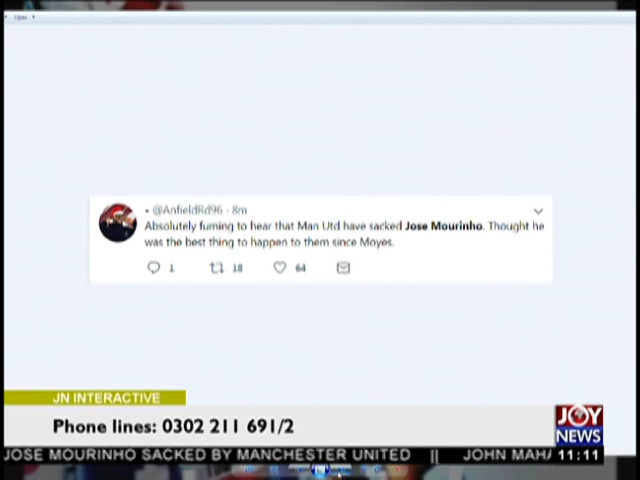 Open
• @AnfieldRd96 · 8m
Absolutely fuming to hear that Man Utd have sacked Jose Mourinho. Thought he
was the best thing to happen to them since Moyes.
1 18 64
JN INTERACTIVE
Phone lines: 0302 211 691/2
JOY
NEWS
JOSE MOURINHO SACKED BY MANCHESTER UNITED || JOHN MAHA 11:11